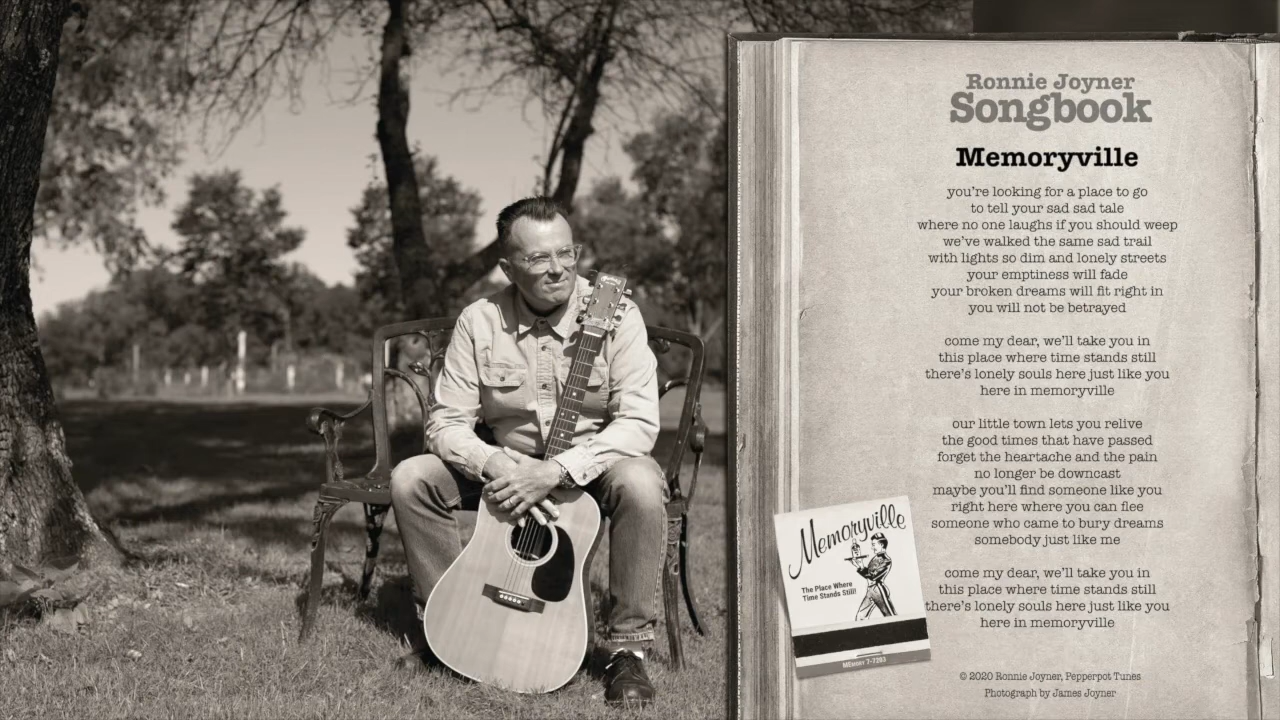 Ronnie Joyner
Songbook
Memoryville
you're looking for a place to go
to tell your sad sad tale
where no one laughs if you should weep
we've walked the same sad trail
with lights so dim and lonely streets
your emptiness will fade
your broken dreams will fit right in
you will not be betrayed
come my dear, we'll take you in
this place where time stands still
there's lonely souls here just like you
here in memoryville
our little town lets you relive
the good times that have passed
forget the heartache and the pain
no longer be downcast
maybe you'll find someone like you
right here where you can flee
someone who came to bury dreams
somebody just like me
come my dear, we'll take you in
this place where time stands still
there's lonely souls here just like you
here in memoryville
Memoryville
The Place Where
Time Stands Still!
MEMORY 7-7263
© 2020 Ronnie Joyner, Pepperpot Tunes
Photograph by James Joyner